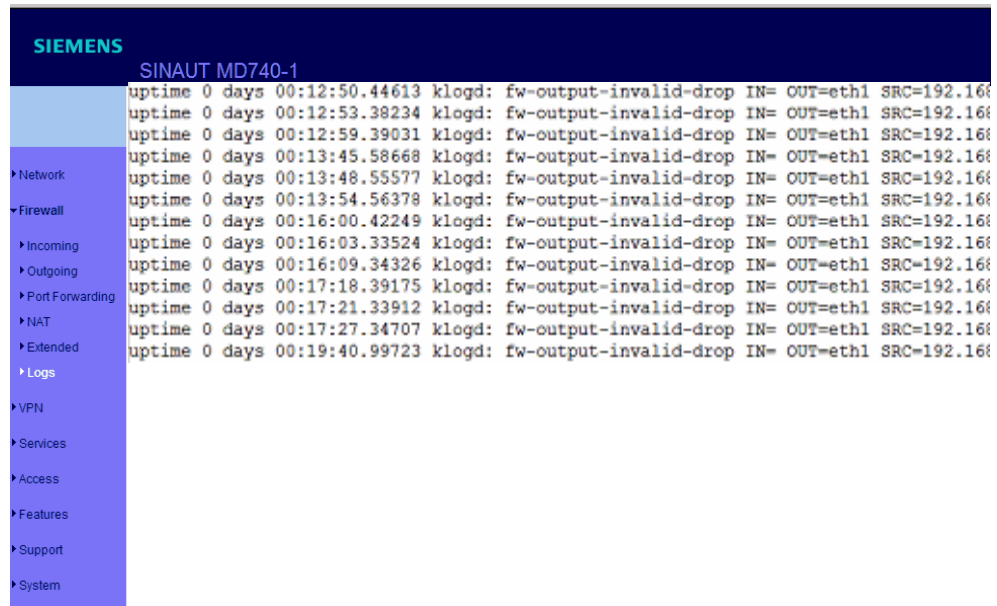 SIEMENS
SINAUT MD740-1
uptime 0 days 00:12:50.44613 klogd: fw-output-invalid-drop IN= OUT=eth1 SRC=192.168
uptime 0 days 00:12:53.38234 klogd: fw-output-invalid-drop IN= OUT=eth1 SRC=192.168
uptime 0 days 00:12:59.39031 klogd: fw-output-invalid-drop IN= OUT=eth1 SRC=192.168
uptime 0 days 00:13:45.58668 klogd: fw-output-invalid-drop IN= OUT=eth1 SRC=192.168
uptime 0 days 00:13:48.55577 klogd: fw-output-invalid-drop IN= OUT=eth1 SRC=192.168
uptime 0 days 00:13:54.56378 klogd: fw-output-invalid-drop IN= OUT=eth1 SRC=192.168
uptime 0 days 00:16:00.42249 klogd: fw-output-invalid-drop IN= OUT=eth1 SRC=192.168
uptime 0 days 00:16:03.33524 klogd: fw-output-invalid-drop IN= OUT=eth1 SRC=192.168
uptime 0 days 00:16:09.34326 klogd: fw-output-invalid-drop IN= OUT=eth1 SRC=192.168
uptime 0 days 00:17:18.39175 klogd: fw-output-invalid-drop IN= OUT=eth1 SRC=192.168
uptime 0 days 00:17:21.33912 klogd: fw-output-invalid-drop IN= OUT=eth1 SRC=192.168
uptime 0 days 00:17:27.34707 klogd: fw-output-invalid-drop IN= OUT=eth1 SRC=192.168
uptime 0 days 00:19:40.99723 klogd: fw-output-invalid-drop IN= OUT=eth1 SRC=192.168
Network
Firewall
Incoming
Outgoing
Port Forwarding
NAT
Extended
Logs
VPN
Services
Access
Features
Support
System